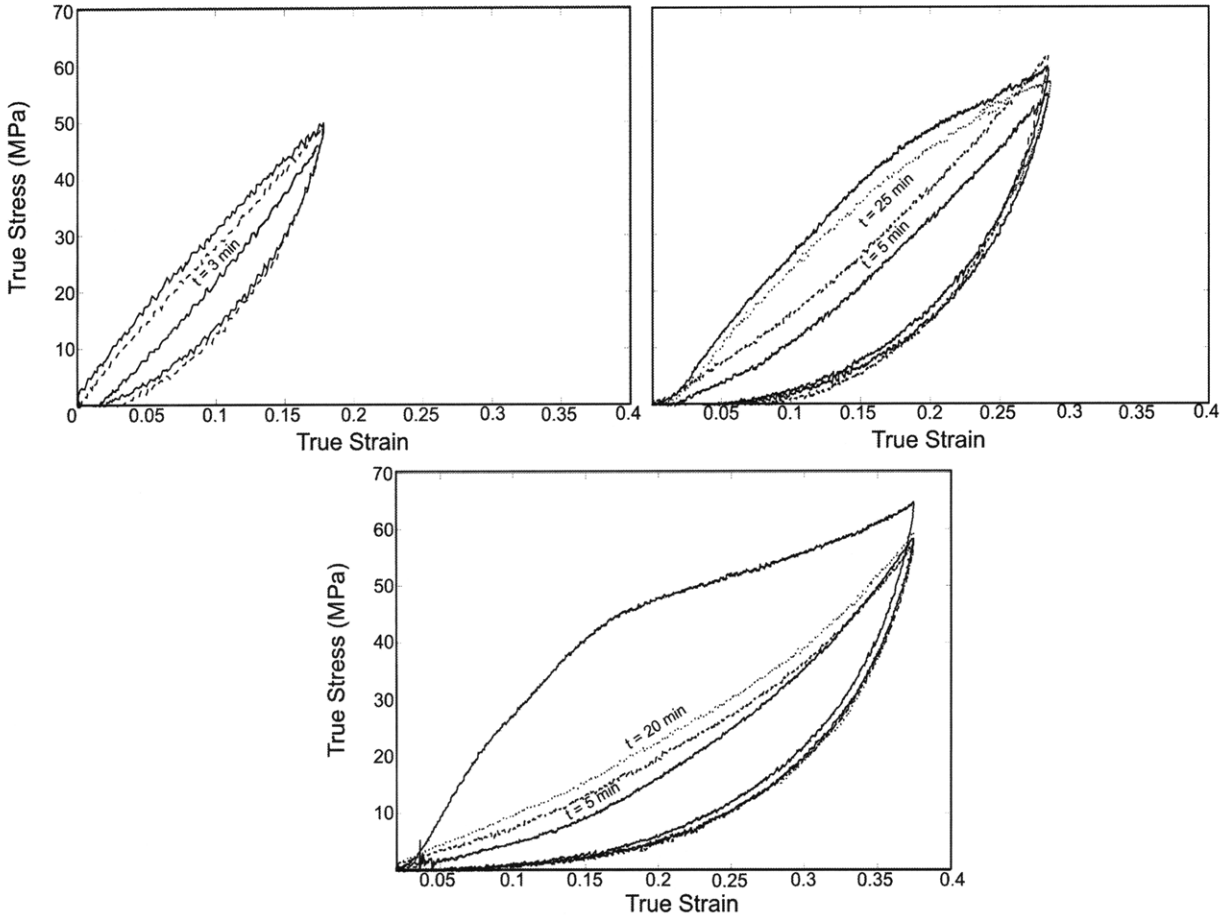 70
60
50
40
30
20
10
True Stress (MPa)
t = 3 min
0 0.05 0.1 0.15 0.2 0.25 0.3 0.35 0.4
True Strain
t = 25 min
t = 5 min
0.05 0.1 0.15 0.2 0.25 0.3 0.35 0.4
True Strain
70
60
50
40
30
20
10
True Stress (MPa)
t = 20 min
t = 5 min
0.05 0.1 0.15 0.2 0.25 0.3 0.35 0.4
True Strain